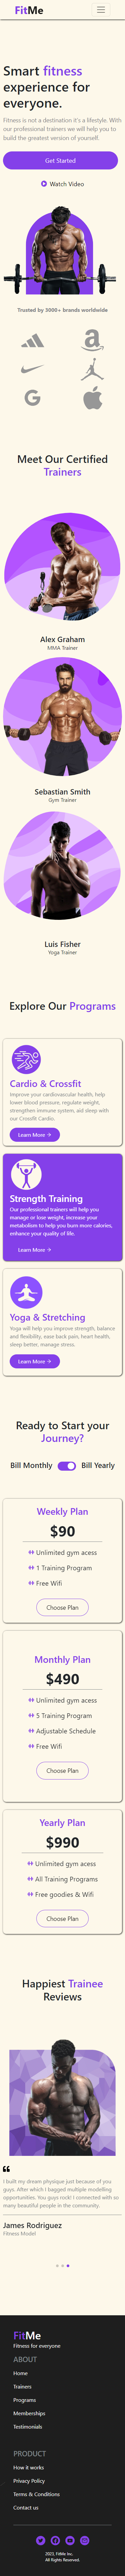 FitMe
Smart fitness
experience for
everyone.
Fitness is not a destination it's a lifestyle. With
our professional trainers we will help you to
build the greatest version of yourself.
Get Started
Watch Video
Trusted by 3000+ brands worldwide
Meet Our Certified
Trainers
Alex Graham
MMA Trainer
Sebastian Smith
Gym Trainer
Luis Fisher
Yoga Trainer
Explore Our Programs
Cardio & Crossfit
Improve your cardiovascular health, help
lower blood pressure, regulate weight,
strengthen immune system, aid sleep with
our Crossfit Cardio.
Learn More →
Strength Training
Our professional trainers will help you
manage or low weight, increase your
metabolism to help you burn more calories,
enhance your quality of life.
Learn More →
Yoga & Stretching
Yoga will help you improve strength, balance
and flexibility, ease back pain, heart health,
sleep better, manage stress.
Learn More →
Ready to Start your
Journey?
Bill Monthly Bill Yearly
Weekly Plan
$90
Unlimited gym acess
1 Training Program
Free Wifi
Choose Plan
Monthly Plan
$490
Unlimited gym acess
5 Training Program
Adjustable Schedule
Free Wifi
Choose Plan
Yearly Plan
$990
Unlimited gym acess
All Training Programs
Free goodies & Wifi
Choose Plan
Happiest Trainee
Reviews
I built my dream physique just because of you
guys. After which I bagged multiple modelling
opportunities. You guys rock! I connected with so
many beautiful people in the community.
James Rodriguez
Fitness Model
FitMe
Fitness for everyone
ABOUT
Home
Trainers
Programs
Memberships
Testimonials
PRODUCT
How it works
Privacy Policy
Terms & Conditions
Contact us
2023, FitMe Inc.
All Rights Reserved.